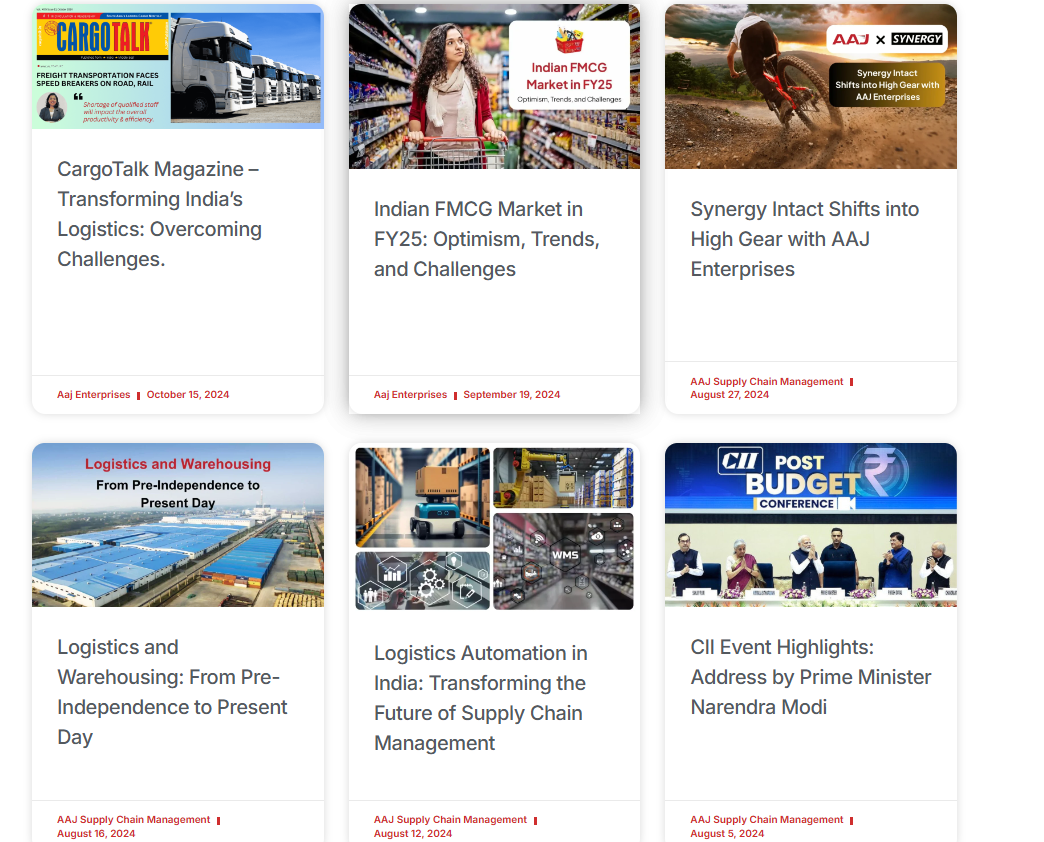 CARGOTALK
FREIGHT TRANSPORTATION FACES
SPEED BREAKERS ON ROAD, RAIL
Shortage of qualified staff
will impact the overall
productivity & efficiency.
CargoTalk Magazine –
Transforming India’s
Logistics: Overcoming
Challenges.
Aaj Enterprises
October 15, 2024
Indian FMCG
Market in FY25
Optimism, Trends, and Challenges
Indian FMCG Market in
FY25: Optimism, Trends,
and Challenges
Aaj Enterprises
September 19, 2024
AAJ X SYNERGY
Synergy Intact
Shifts into High Gear with
AAJ Enterprises
Synergy Intact Shifts into
High Gear with AAJ
Enterprises
AAJ Supply Chain Management
August 27, 2024
Logistics and Warehousing
From Pre-Independence to
Present Day
Logistics and
Warehousing: From Pre-
Independence to Present
Day
AAJ Supply Chain Management
August 16, 2024
WMS
Logistics Automation in
India: Transforming the
Future of Supply Chain
Management
AAJ Supply Chain Management
August 12, 2024
CII POST
BUDGET
CONFERENCE
CII Event Highlights:
Address by Prime Minister
Narendra Modi
AAJ Supply Chain Management
August 5, 2024